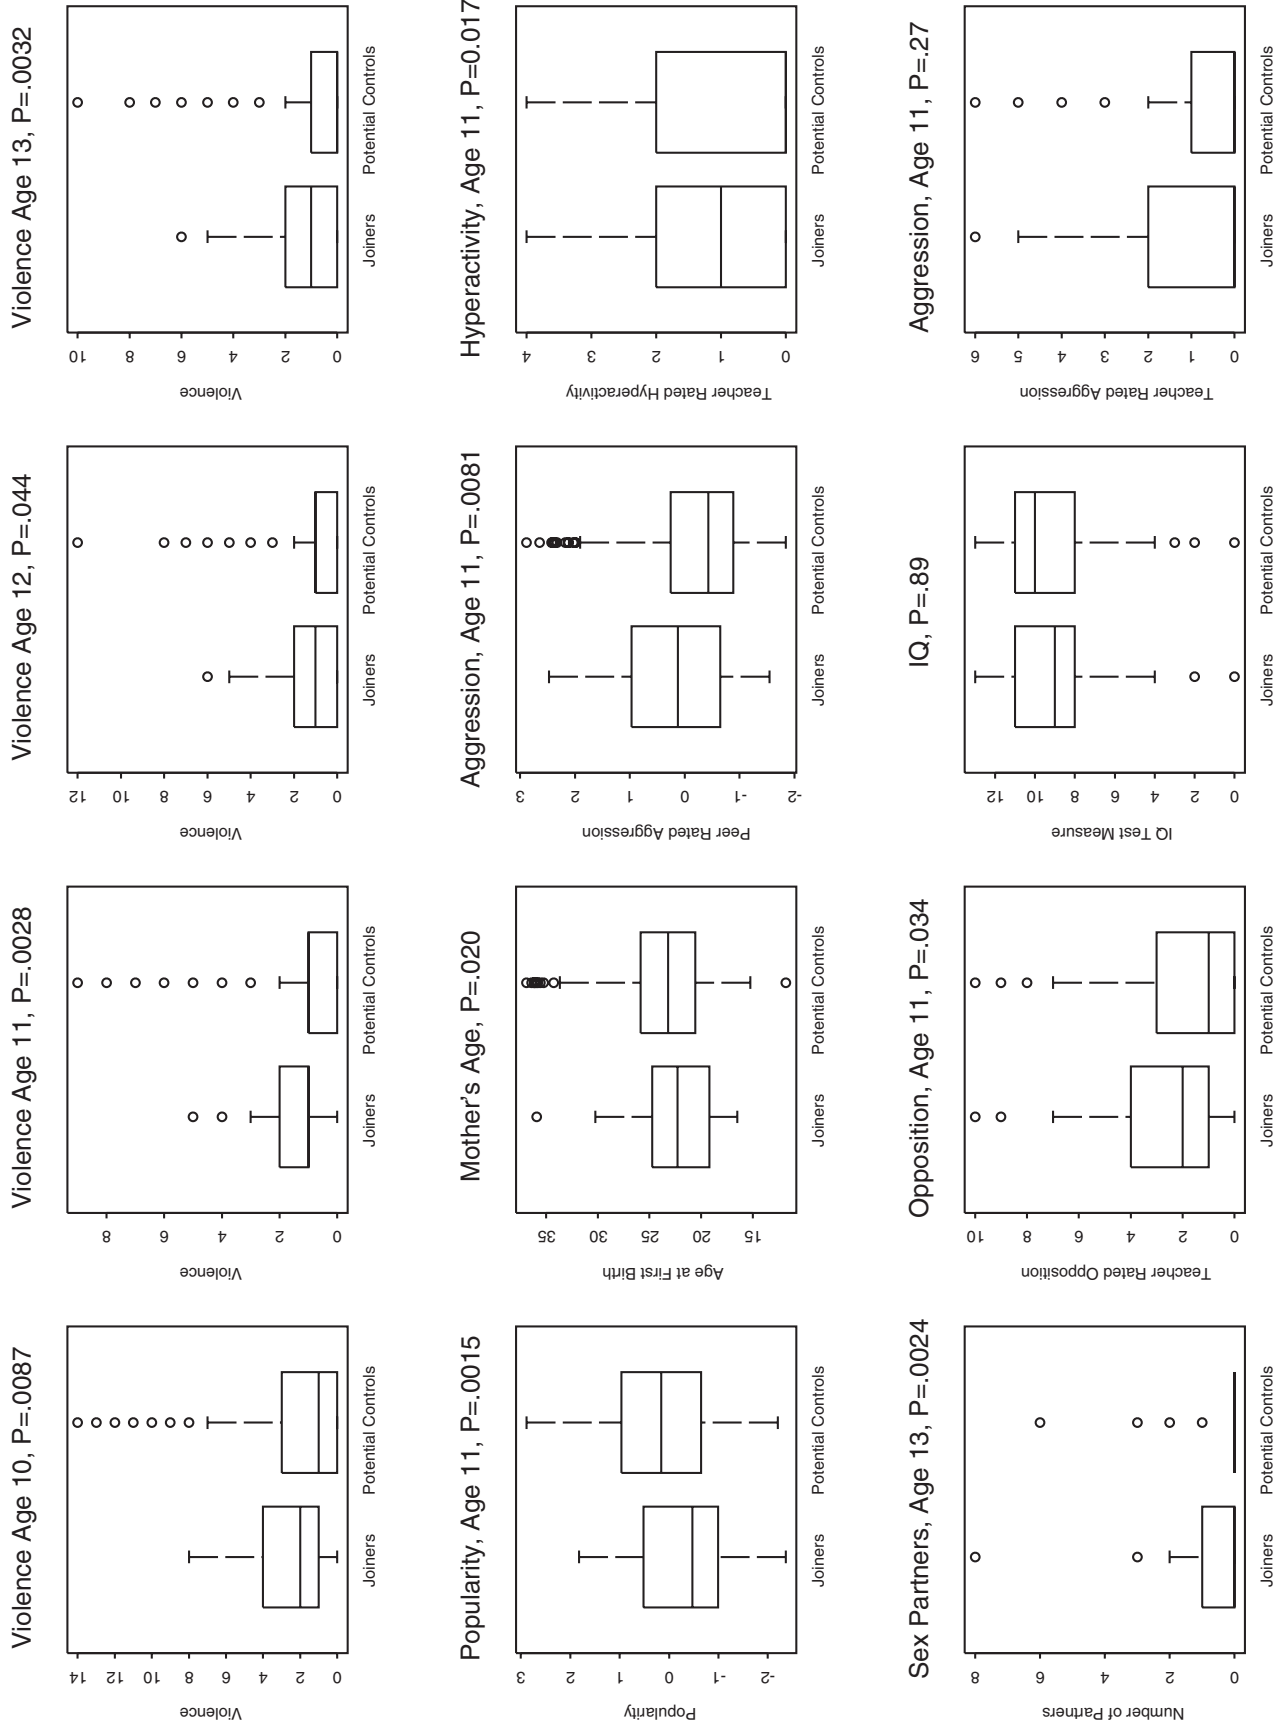 Violence Age 10, P=.0087
Violence
0 2 4 6 8 10 12 14
Joiners
Potential Controls
Violence Age 11, P=.0028
Violence
0 2 4 6 8
Joiners
Potential Controls
Violence Age 12, P=.044
Violence
0 2 4 6 8 10 12
Joiners
Potential Controls
Violence Age 13, P=.0032
Violence
0 2 4 6 8 10
Joiners
Potential Controls
Popularity, Age 11, P=.0015
Popularity
-2 -1 0 1 2 3
Joiners
Potential Controls
Mother's Age, P=.020
Age at First Birth
15 20 25 30 35
Joiners
Potential Controls
Aggression, Age 11, P=.0081
Peer Rated Aggression
-2 -1 0 1 2 3
Joiners
Potential Controls
Hyperactivity, Age 11, P=0.017
Teacher Rated Hyperactivity
0 1 2 3 4
Joiners
Potential Controls
Sex Partners, Age 13, P=.0024
Number of Partners
0 2 4 6 8
Joiners
Potential Controls
Opposition, Age 11, P=.034
Teacher Rated Opposition
0 2 4 6 8 10
Joiners
Potential Controls
IQ, P=.89
IQ Test Measure
0 2 4 6 8 10 12
Joiners
Potential Controls
Aggression, Age 11, P=.27
Teacher Rated Aggression
0 1 2 3 4 5 6
Joiners
Potential Controls